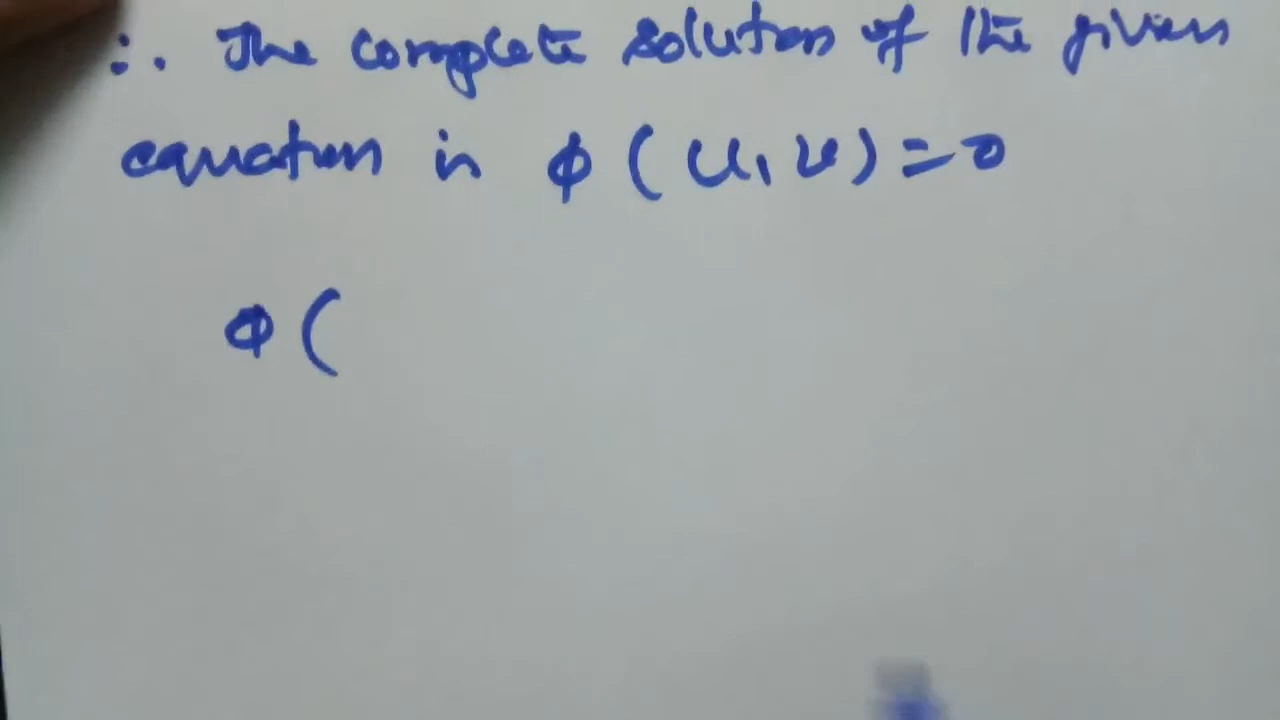 ∴ The complete solution of the given
equation is ϕ (u, v) = 0
ϕ (